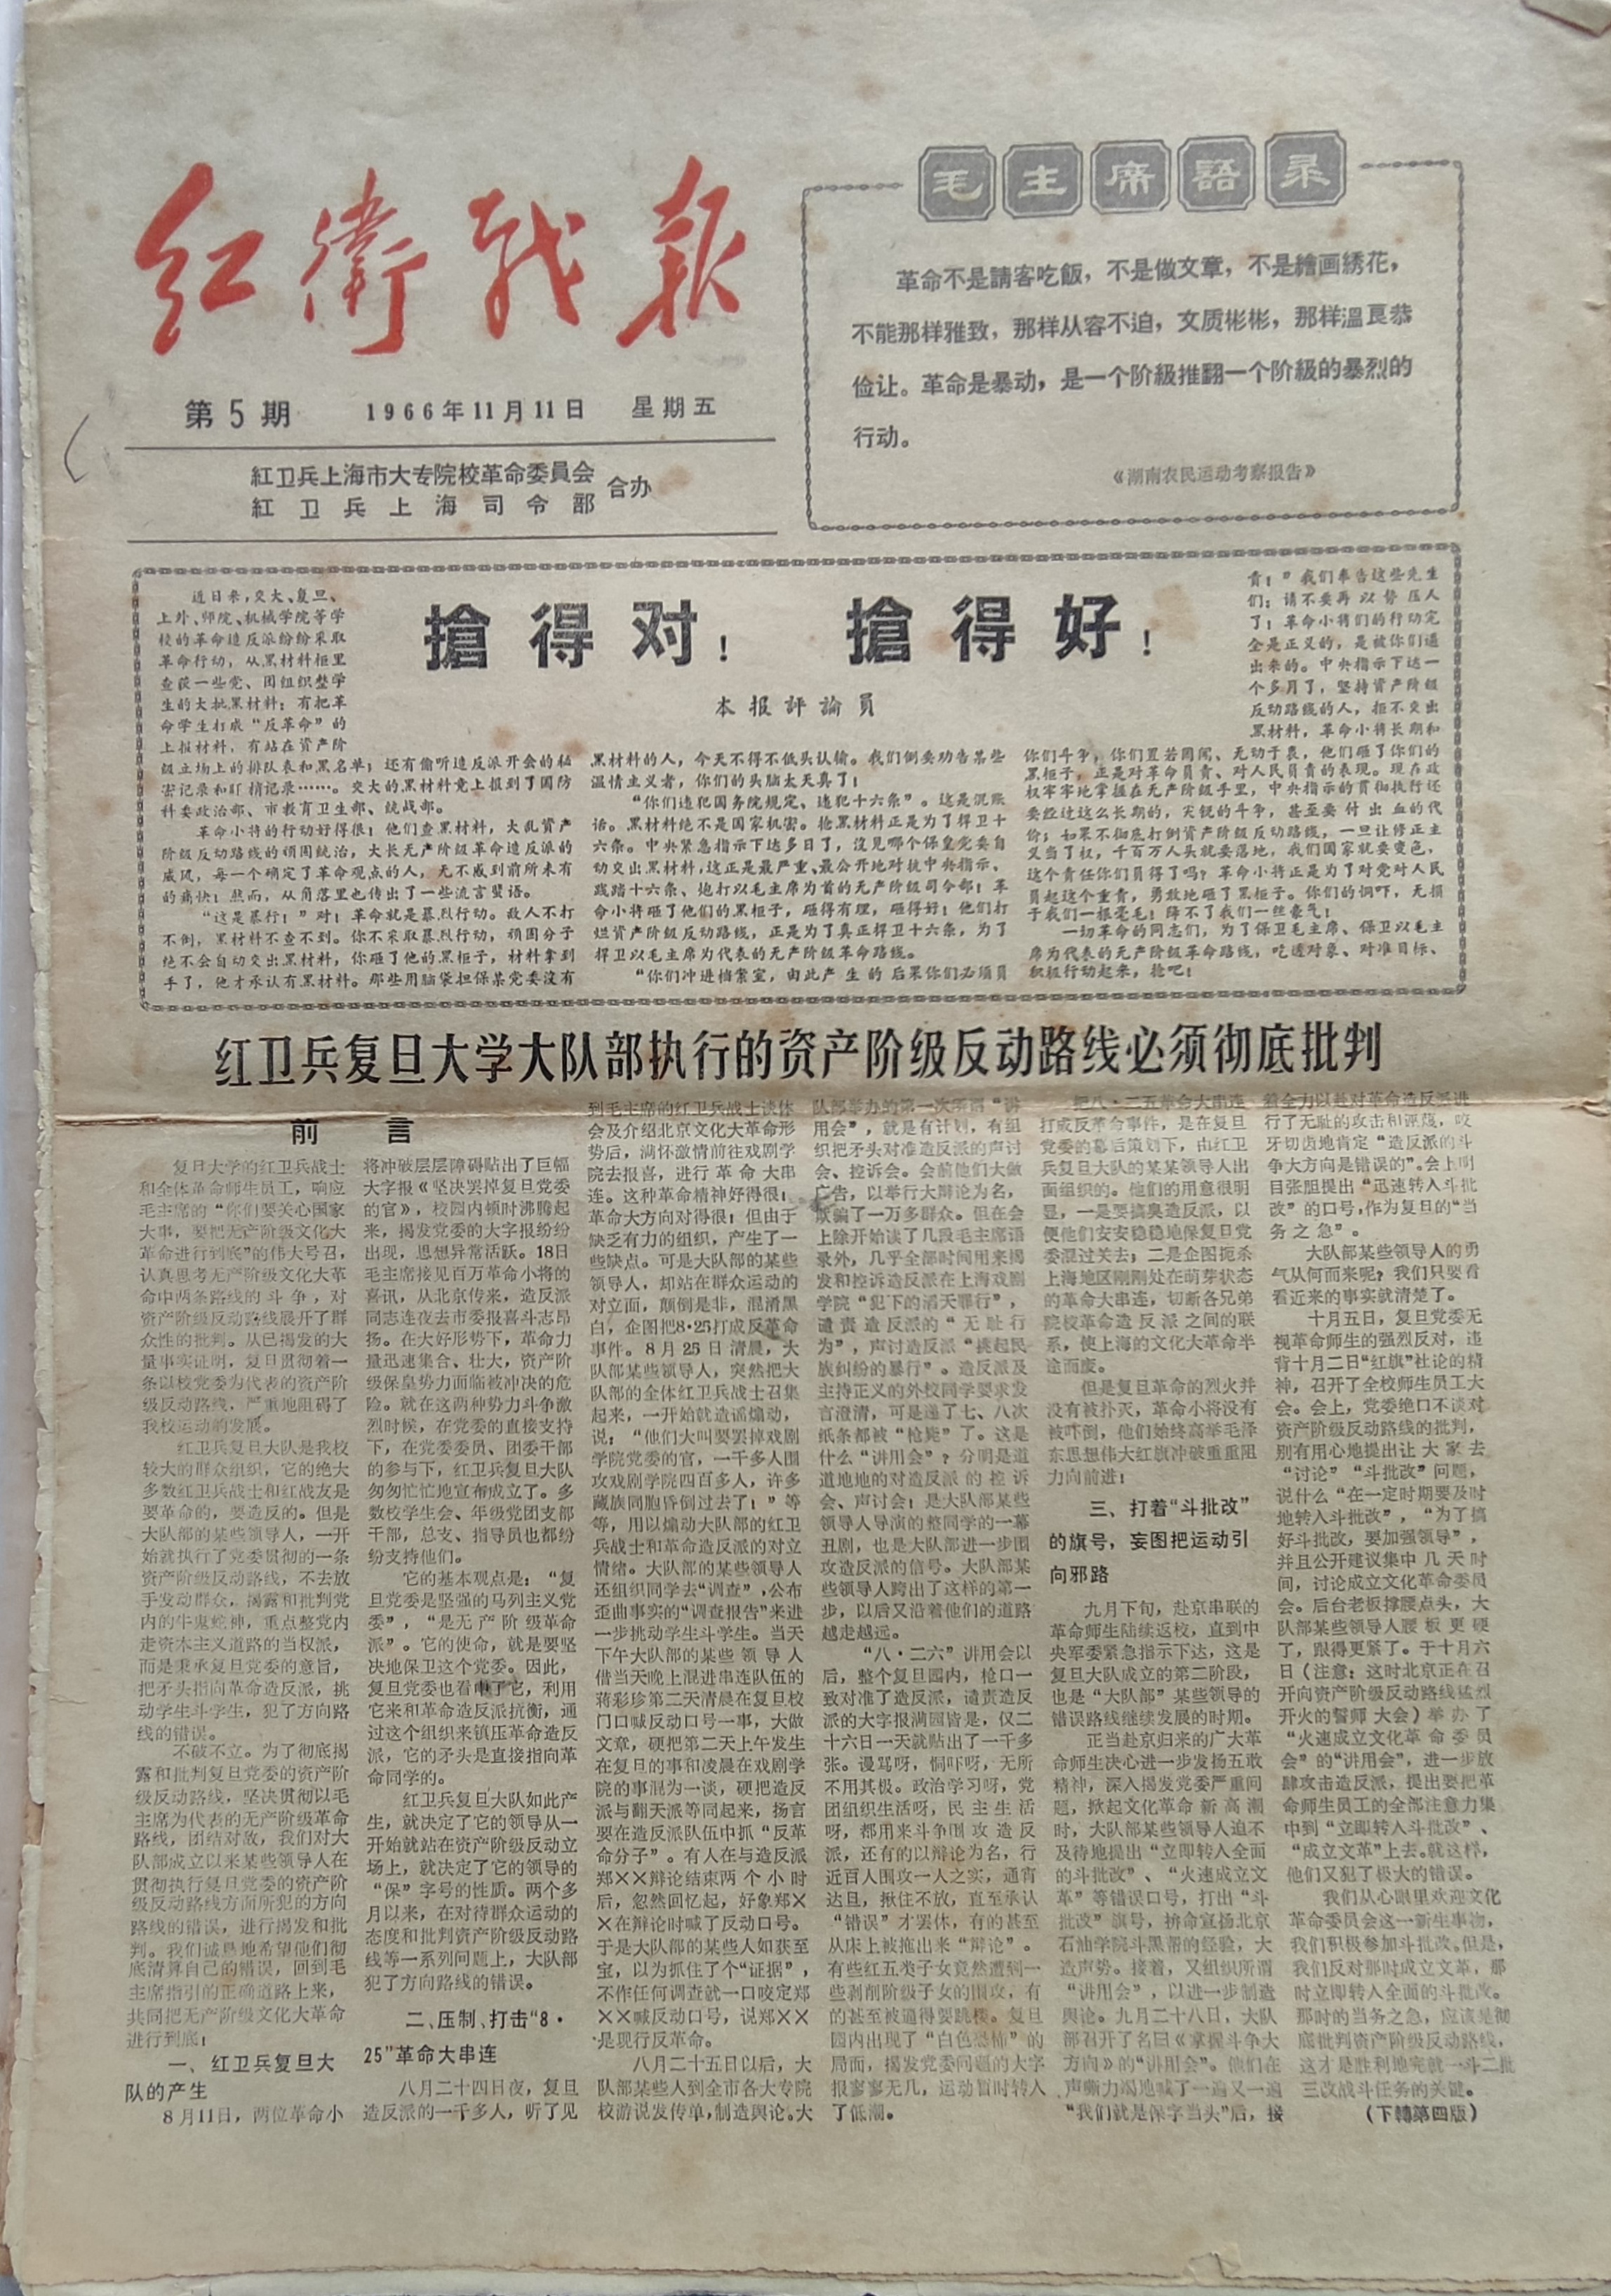 红卫战报
第5期 1966年11月11日 星期五
紅卫兵上海市大专院校革命委員会
紅卫兵上海司令部
合办
毛主席語录
革命不是請客吃飯，不是做文章，不是繪画綉花，
不能那样雅致，那样从容不迫，文质彬彬，那样溫良恭
俭让。革命是暴动，是一个阶級推翻一个阶級的暴烈的
行动。
《湖南农民运动考察报告》
搶得对！ 搶得好！
本报評論員
近日来，交大、复旦、
上外、师院、机械学院等学
校的革命造反派纷纷采取
革命行动，从黑材料柜里
查获一些党、团组织整学
生的大批黑材料：有把革
命学生打成“反革命”的
上报材料，有站在资产阶
级立场上的排队表和黑名单；还有偷听造反派开会的秘
密记录和盯梢记录……。交大的黑材料竟上报到了国防
科委政治部、市教育卫生部、统战部。
革命小将的行动好得很！他们查黑材料，大乱资产
阶级反动路线的顽固统治，大长无产阶级革命造反派的
威风，每一个确定了革命观点的人，无不感到前所未有
的痛快！然而，从角落里也传出了一些流言蜚语。
“这是暴行！”对！革命就是暴烈行动。敌人不打
不倒，黑材料不查不到。你不采取暴烈行动，顽固分子
绝不会自动交出黑材料，你砸了他的黑柜子，材料拿到
手了，他才承认有黑材料。那些用脑袋担保某党委沒有
黑材料的人，今天不得不低头认输。我们倒要劝告某些
温情主义者，你们的头脑太天真了！
“你们违犯国务院规定、违犯十六条”。这是混账
话。黑材料绝不是国家机密。抢黑材料正是为了捍卫十
六条。中央紧急指示下达多日了，沒見哪个保皇党委自
动交出黑材料，这正是最严重、最公开地对抗中央指示、
践踏十六条、炮打以毛主席为首的无产阶级司令部！革
命小将砸了他们的黑柜子，砸得有理，砸得好！他们打
烂资产阶级反动路线，正是为了真正捍卫十六条，为了
捍卫以毛主席为代表的无产阶级革命路线。
“你们冲进档案室，由此产生的后果你们必须員
责！”我们奉告这些先生
们：请不要再以势压人
了！革命小将们的行动完
全是正义的，是被你们逼
出来的。中央指示下达一
个多月了，坚持资产阶级
反动路线的人，拒不交出
黑材料，革命小将长期和
你们斗争，你们置若罔闻、无动于衷，他们砸了你们的
黑柜子，正是对革命員责、对人民員责的表现。现在政
权牢牢地掌握在无产阶级手里，中央指示的贯彻执行还
要经过这么长期的，尖锐的斗争，甚至要付出血的代
价；如果不彻底打倒资产阶级反动路线，一旦让修正主
义当了权，千百万人头就要落地，我们国家就要变色，
这个责任你们員得了吗？革命小将正是为了对党对人民
員起这个重责，勇敢地砸了黑柜子。你们的恫吓，无损
于我们一根毫毛！降不了我们一丝豪气！
一切革命的同志们，为了保卫毛主席、保卫以毛主
席为代表的无产阶级革命路线，吃透对象、对准目标、
积极行动起来，抢吧！
红卫兵复旦大学大队部执行的资产阶级反动路线必须彻底批判
前言
复旦大学的红卫兵战士
和全体革命师生员工，响应
毛主席的“你们要关心国家
大事，要把无产阶级文化大
革命进行到底”的伟大号召，
认真思考无产阶级文化大革
命中两条路线的斗争，对
资产阶级反动路线展开了群
众性的批判。从已揭发的大
量事实证明，复旦贯彻着一
条以校党委为代表的资产阶
级反动路线，严重地阻碍了
我校运动的发展。
红卫兵复旦大队是我校
较大的群众组织，它的绝大
多数红卫兵战士和红战友是
要革命的，要造反的。但是
大队部的某些领导人，一开
始就执行了党委贯彻的一条
资产阶级反动路线，不去放
手发动群众，揭露和批判党
内的牛鬼蛇神，重点整党内
走资本主义道路的当权派，
而是秉承复旦党委的意旨，
把矛头指向革命造反派，挑
动学生斗学生，犯了方向路
线的错误。
不破不立。为了彻底揭
露和批判复旦党委的资产阶
级反动路线，坚决贯彻以毛
主席为代表的无产阶级革命
路线，团结对敌，我们对大
队部成立以来某些领导人在
贯彻执行复旦党委的资产阶
级反动路线方面所犯的方向
路线的错误，进行揭发和批
判。我们诚恳地希望他们彻
底清算自己的错误，回到毛
主席指引的正确道路上来，
共同把无产阶级文化大革命
进行到底！
一、红卫兵复旦大
队的产生
8月11日，两位革命小
将冲破层层障碍贴出了巨幅
大字报《坚决罢掉复旦党委
的官》，校园内顿时沸腾起
来，揭发党委的大字报纷纷
出现，思想异常活跃。18日
毛主席接见百万革命小将的
喜讯，从北京传来，造反派
同志连夜去市委报喜斗志昂
扬。在大好形势下，革命力
量迅速集合、壮大，资产阶
级保皇势力面临被冲决的危
险。就在这两种势力斗争激
烈时候，在党委的直接支持
下，在党委委员、团委干部
的参与下，红卫兵复旦大队
匆匆忙忙地宣布成立了。多
数校学生会、年级党团支部
干部，总支、指导员也都纷
纷支持他们。
它的基本观点是：“复
旦党委是坚强的马列主义党
委”，“是无产阶级革命
派”。它的使命，就是要坚
决地保卫这个党委。因此，
复旦党委也看中了它，利用
它来和革命造反派抗衡，通
过这个组织来镇压革命造反
派，它的矛头是直接指向革
命同学的。
红卫兵复旦大队如此产
生，就决定了它的领导从一
开始就站在资产阶级反动立
场上，就决定了它的领导的
“保”字号的性质。两个多
月以来，在对待群众运动的
态度和批判资产阶级反动路
线等一系列问题上，大队部
犯了方向路线的错误。
二、压制、打击“8·
25”革命大串连
八月二十四日夜，复旦
造反派的一千多人，听了见
到毛主席的红卫兵战士谈体
会及介绍北京文化大革命形
势后，满怀激情前往戏剧学
院去报喜，进行革命大串
连。这种革命精神好得很！
革命大方向对得很！但由于
缺乏有力的组织，产生了一
些缺点。可是大队部的某些
领导人，却站在群众运动的
对立面，颠倒是非，混淆黑
白，企图把8·25打成反革命
事件。8月25日清晨，大
队部某些领导人，突然把大
队部的全体红卫兵战士召集
起来，一开始就造谣煽动，
说：“他们大叫要罢掉戏剧
学院党委的官，一千多人围
攻戏剧学院四百多人，许多
藏族同胞昏倒过去了！”等
等，用以煽动大队部的红卫
兵战士和革命造反派的对立
情绪。大队部的某些领导人
还组织同学去“调查”，公布
歪曲事实的“调查报告”来进
一步挑动学生斗学生。当天
下午大队部的某些领导人
借当天晚上混进串连队伍的
蒋彩珍第二天清晨在复旦校
门口喊反动口号一事，大做
文章，硬把第二天上午发生
在复旦的事和凌晨在戏剧学
院的事混为一谈，硬把造反
派与翻天派等同起来，扬言
要在造反派队伍中抓“反革
命分子”。有人在与造反派
郑××辩论结束两个小时
后，忽然回忆起，好象郑×
×在辩论时喊了反动口号。
于是大队部的某些人如获至
宝，以为抓住了个“证据”，
不作任何调查就一口咬定郑
××喊反动口号，说郑××
是现行反革命。
八月二十五日以后，大
队部某些人到全市各大专院
校游说发传单，制造舆论。大
队部举办的第一次所谓“讲
用会”，就是有计划，有组
织把矛头对准造反派的声讨
会、控诉会。会前他们大做
广告，以举行大辩论为名，
欺骗了一万多群众。但在会
上除开始读了几段毛主席语
录外，几乎全部时间用来揭
发和控诉造反派在上海戏剧
学院“犯下的滔天罪行”，
谴责造反派的“无耻行
为”，声讨造反派“挑起民
族纠纷的暴行”。造反派及
主持正义的外校同学要求发
言澄清，可是递了七、八次
纸条都被“枪毙”了。这是
什么“讲用会”？分明是道
道地地的对造反派的控诉
会、声讨会！是大队部某些
领导人导演的整同学的一幕
丑剧，也是大队部进一步围
攻造反派的信号。大队部某
些领导人跨出了这样的第一
步，以后又沿着他们的道路
越走越远。
“八·二六”讲用会以
后，整个复旦园内，枪口一
致对准了造反派，谴责造反
派的大字报满园皆是，仅二
十六日一天就贴出了一千多
张。谩骂呀，恫吓呀，无所
不用其极。政治学习呀，党
团组织生活呀，民主生活
呀，都用来斗争围攻造反
派，还有的以辩论为名，行
近百人围攻一人之实，通宵
达旦，揪住不放，直至承认
“错误”才罢休，有的甚至
从床上被拖出来“辩论”。
有些红五类子女竟然遭到一
些剥削阶级子女的围攻，有
的甚至被逼得要跳楼。复旦
园内出现了“白色恐怖”的
局面，揭发党委问题的大字
报寥寥无几，运动暂时转入
了低潮。
把八·二五革命大串连
打成反革命事件，是在复旦
党委的幕后策划下，由红卫
兵复旦大队的某某领导人出
面组织的。他们的用意很明
显，一是要搞臭造反派，以
便他们安安稳稳地保复旦党
委混过关去；二是企图扼杀
上海地区刚刚处在萌芽状态
的革命大串连，切断各兄弟
院校革命造反派之间的联
系，使上海的文化大革命半
途而废。
但是复旦革命的烈火并
没有被扑灭，革命小将没有
被吓倒，他们始终高举毛泽
东思想伟大红旗冲破重重阻
力向前进！
三、打着“斗批改”
的旗号，妄图把运动引
向邪路
九月下旬，赴京串联的
革命师生陆续返校，直到中
央军委紧急指示下达，这是
复旦大队成立的第二阶段，
也是“大队部”某些领导的
错误路线继续发展的时期。
正当赴京归来的广大革
命师生决心进一步发扬五敢
精神，深入揭发党委严重问
题，掀起文化革命新高潮
时，大队部某些领导人迫不
及待地提出“立即转入全面
的斗批改”、“火速成立文
革”等错误口号，打出“斗
批改”旗号，拚命宣扬北京
石油学院斗黑帮的经验，大
造声势。接着，又组织所谓
“讲用会”，以进一步制造
舆论。九月二十八日，大队
部召开了名曰《掌握斗争大
方向》的“讲用会”。他们在
声嘶力竭地喊了一遍又一遍
“我们就是保字当头”后，接
着全力以赴对革命造反派进
行了无耻的攻击和诬蔑，咬
牙切齿地肯定“造反派的斗
争大方向是错误的”。会上明
目张胆提出“迅速转入斗批
改”的口号，作为复旦的“当
务之急”。
大队部某些领导人的勇
气从何而来呢？我们只要看
看近来的事实就清楚了。
十月五日，复旦党委无
视革命师生的强烈反对，违
背十月二日“红旗”社论的精
神，召开了全校师生员工大
会。会上，党委绝口不谈对
资产阶级反动路线的批判，
别有用心地提出让大家去
“讨论”“斗批改”问题，
说什么“在一定时期要及时
地转入斗批改”，“为了搞
好斗批改，要加强领导”，
并且公开建议集中几天时
间，讨论成立文化革命委员
会。后台老板撑腰点头，大
队部某些领导人腰板更硬
了，跟得更紧了。于十月六
日（注意：这时北京正在召
开向资产阶级反动路线猛烈
开火的誓师大会）举办了
“火速成立文化革命委员
会”的“讲用会”，进一步放
肆攻击造反派，提出要把革
命师生员工的全部注意力集
中到“立即转入斗批改”、
“成立文革”上去。就这样，
他们又犯了极大的错误。
我们从心眼里欢迎文化
革命委员会这一新生事物，
我们积极参加斗批改。但是，
我们反对那时成立文革，那
时立即转入全面的斗批改。
那时的当务之急，应该是彻
底批判资产阶级反动路线，
这才是胜利地完成一斗二批
三改战斗任务的关键。
（下轉第四版）